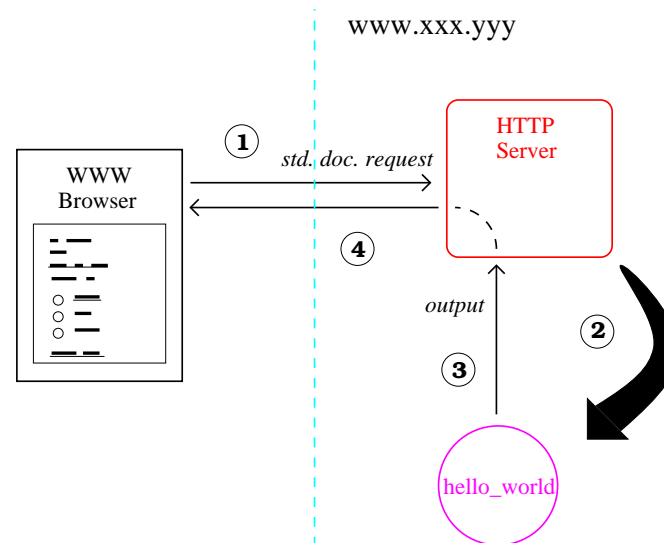 www.xxx.yyy
HTTP
Server
1
std. doc. request
WWW
Browser
4
output
2
3
hello_world